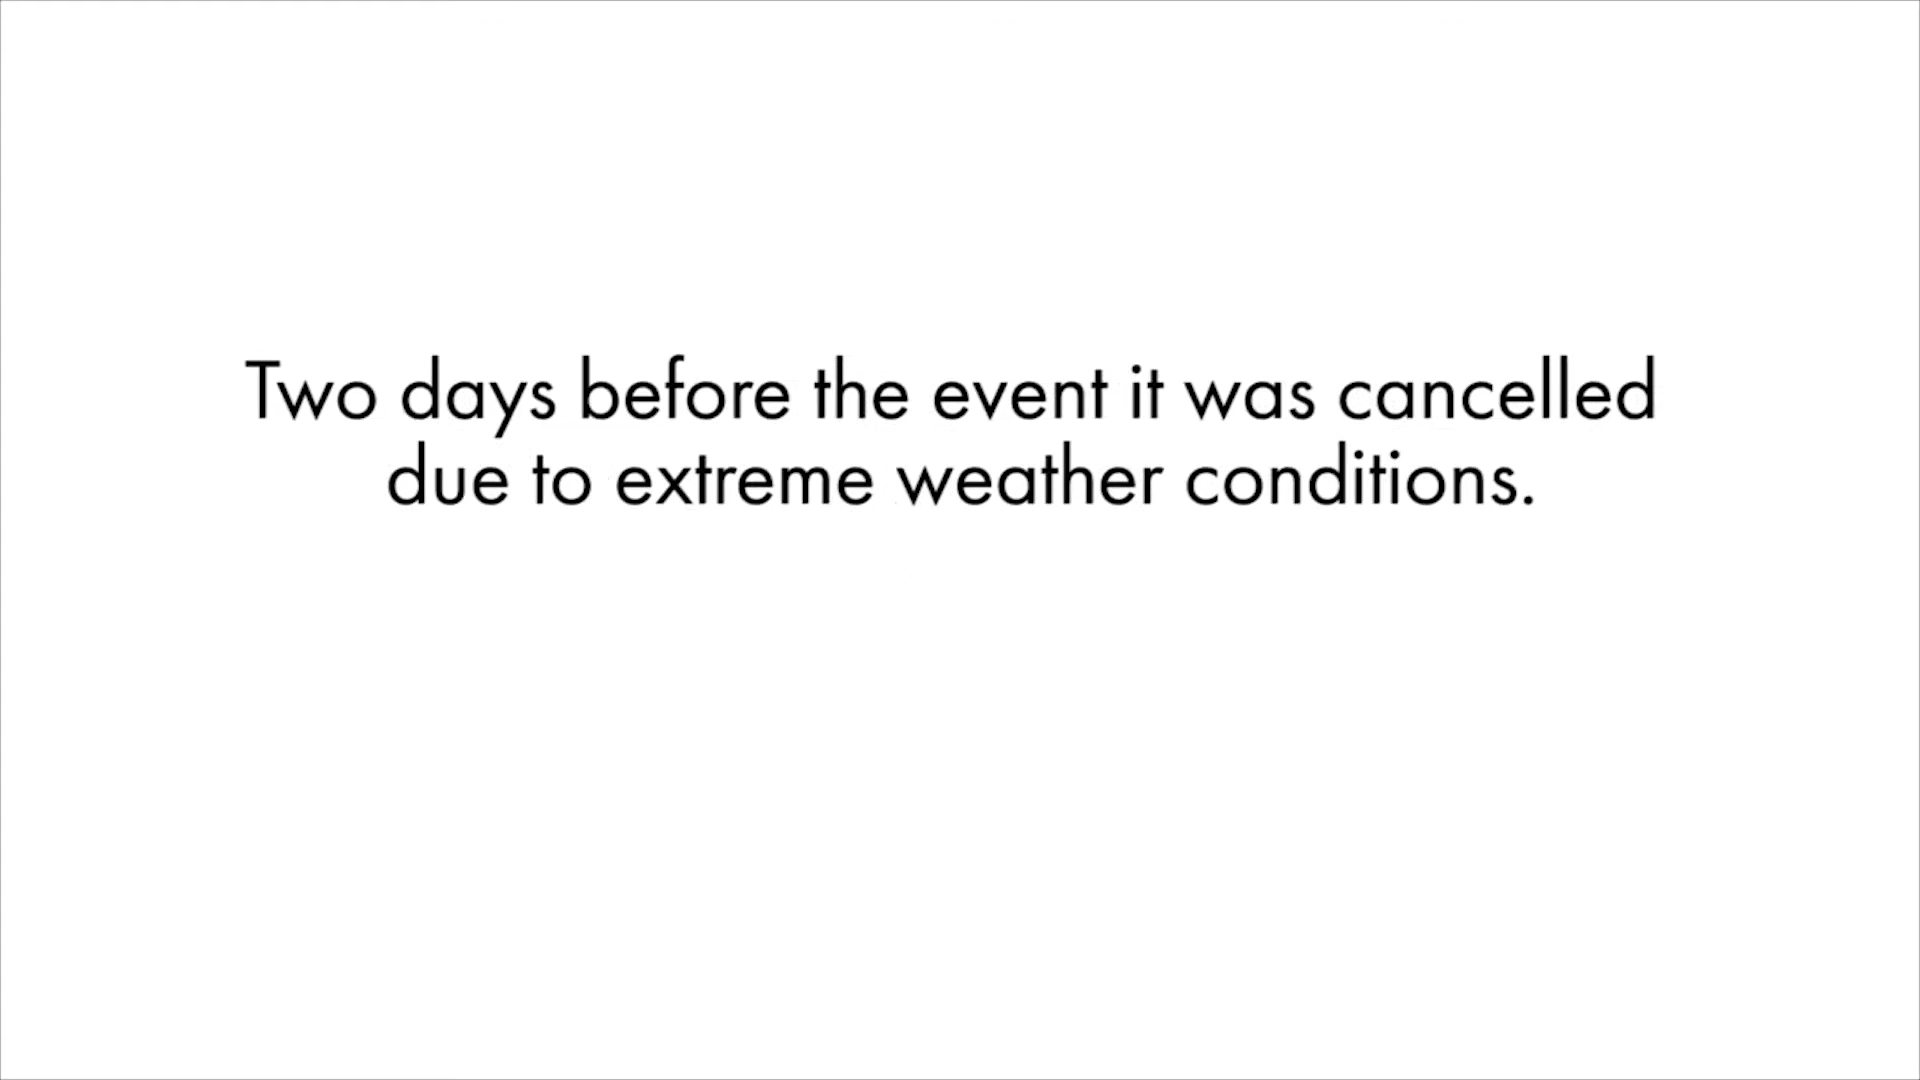 Two days before the event it was cancelled
due to extreme weather conditions.